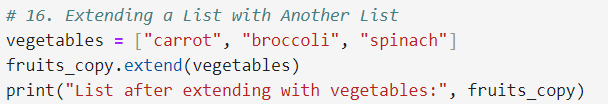 # 16. Extending a List with Another List
vegetables = ["carrot", "broccoli", "spinach"]
fruits_copy.extend(vegetables)
print("List after extending with vegetables:", fruits_copy)